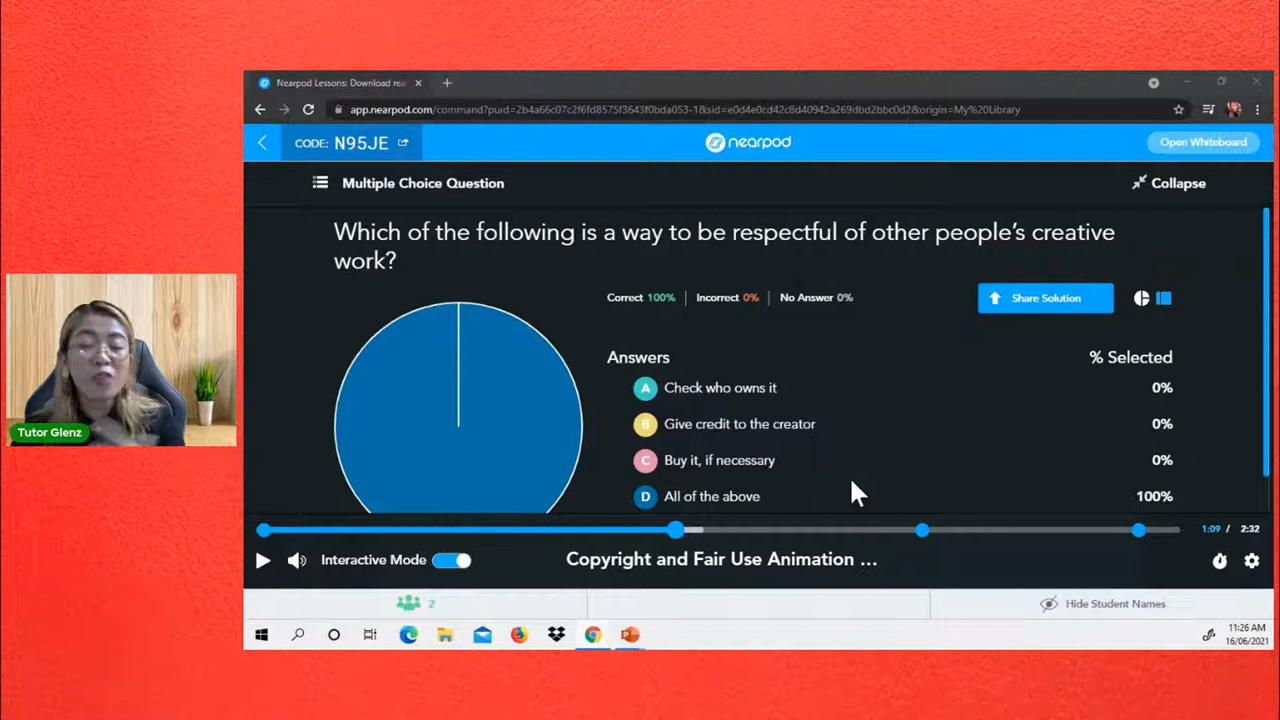 Nearpod Lessons: Download rea
app.nearpod.com/command?puid=2b4a66c07c2f6fd8575f3643f0bda053-1&sid=e0d4e0cd42c8d40942a269dbd2bbc0d2&origin=My%20Library
CODE: N95JE
nearpod
Open Whiteboard
Multiple Choice Question
Collapse
Which of the following is a way to be respectful of other people's creative
work?
Correct 100% | Incorrect 0% | No Answer 0%
Share Solution
Answers
% Selected
A Check who owns it 0%
B Give credit to the creator 0%
C Buy it, if necessary 0%
D All of the above 100%
Tutor Glenz
1:09 / 2:32
Interactive Mode
Copyright and Fair Use Animation ...
2
Hide Student Names
11:26 AM
16/06/2021